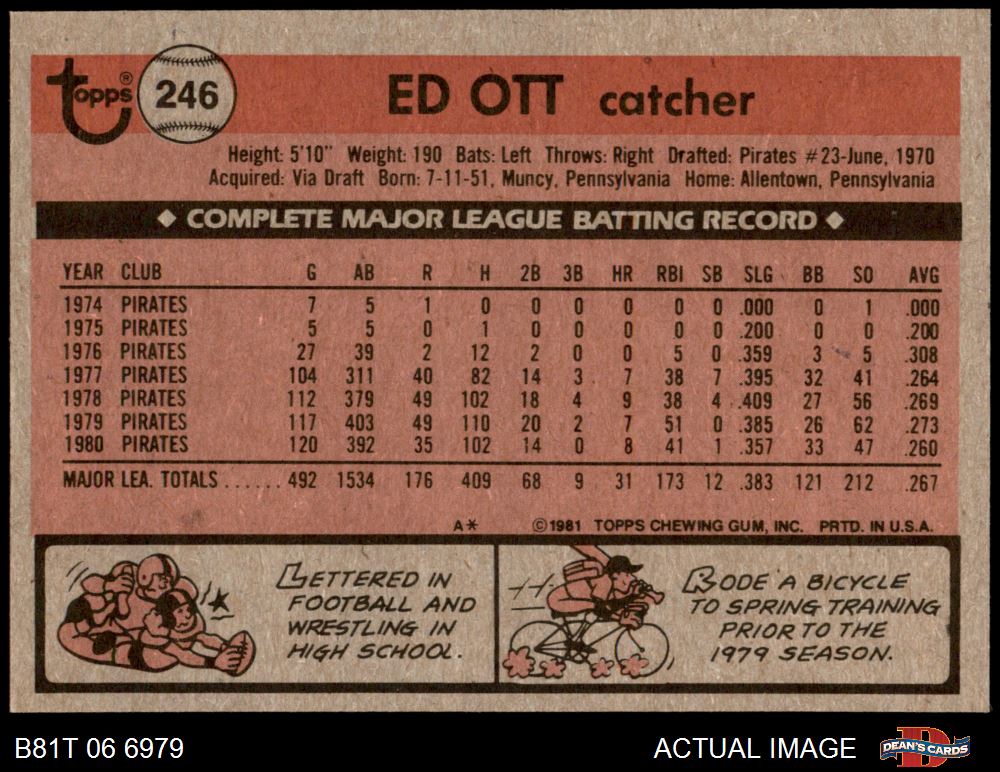 topps® 246 ED OTT catcher
Height: 5'10" Weight: 190 Bats: Left Throws: Right Drafted: Pirates #23-June, 1970
Acquired: Via Draft Born: 7-11-51, Muncy, Pennsylvania Home: Allentown, Pennsylvania
◆ COMPLETE MAJOR LEAGUE BATTING RECORD ◆
YEAR CLUB G AB R H 2B 3B HR RBI SB SLG BB SO AVG
1974 PIRATES 7 5 1 0 0 0 0 0 0 .000 0 1 .000
1975 PIRATES 5 5 0 1 0 0 0 0 0 .200 0 0 .200
1976 PIRATES 27 39 2 12 2 0 0 5 0 .359 3 5 .308
1977 PIRATES 104 311 40 82 14 3 7 38 7 .395 32 41 .264
1978 PIRATES 112 379 49 102 18 4 9 38 4 .409 27 56 .269
1979 PIRATES 117 403 49 110 20 2 7 51 0 .385 26 62 .273
1980 PIRATES 120 392 35 102 14 0 8 41 1 .357 33 47 .260
MAJOR LEA. TOTALS ...... 492 1534 176 409 68 9 31 173 12 .383 121 212 .267
A* ©1981 TOPPS CHEWING GUM, INC. PRTD. IN U.S.A.
LETTERED IN
FOOTBALL AND
WRESTLING IN
HIGH SCHOOL.
RODE A BICYCLE
TO SPRING TRAINING
PRIOR TO THE
1979 SEASON.
B81T 06 6979 ACTUAL IMAGE D DEAN'S CARDS